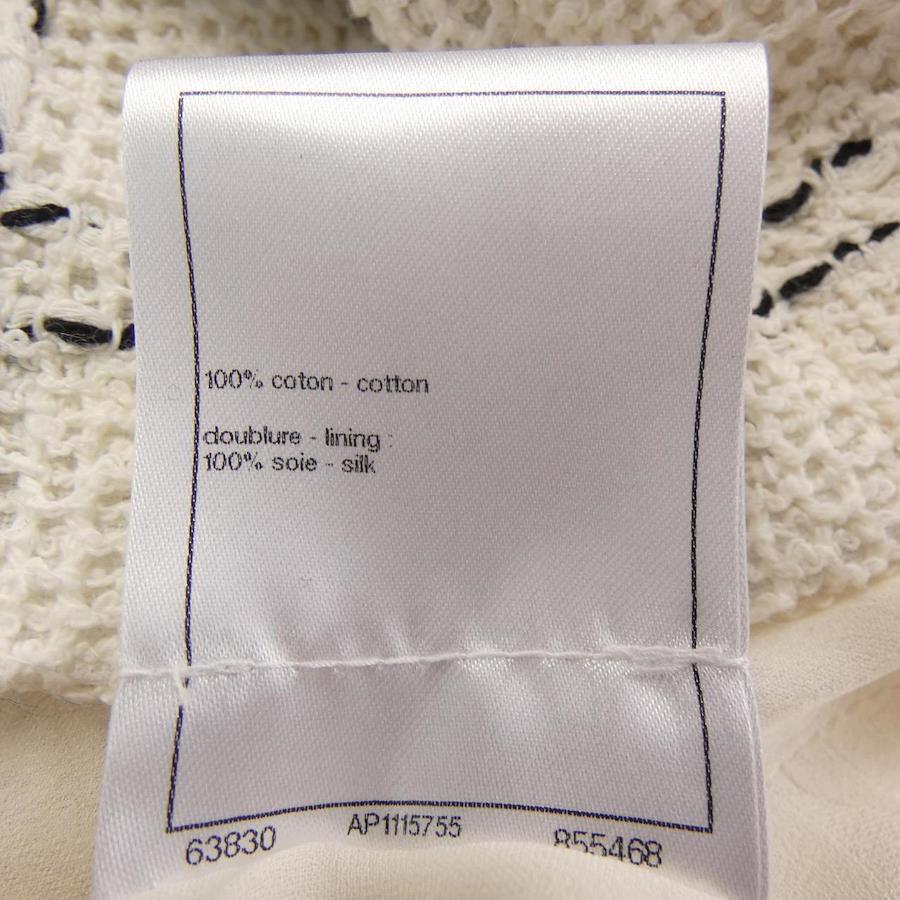 100% coton - cotton
doublure - lining :
100% soie - silk
63830 AP1115755 855468